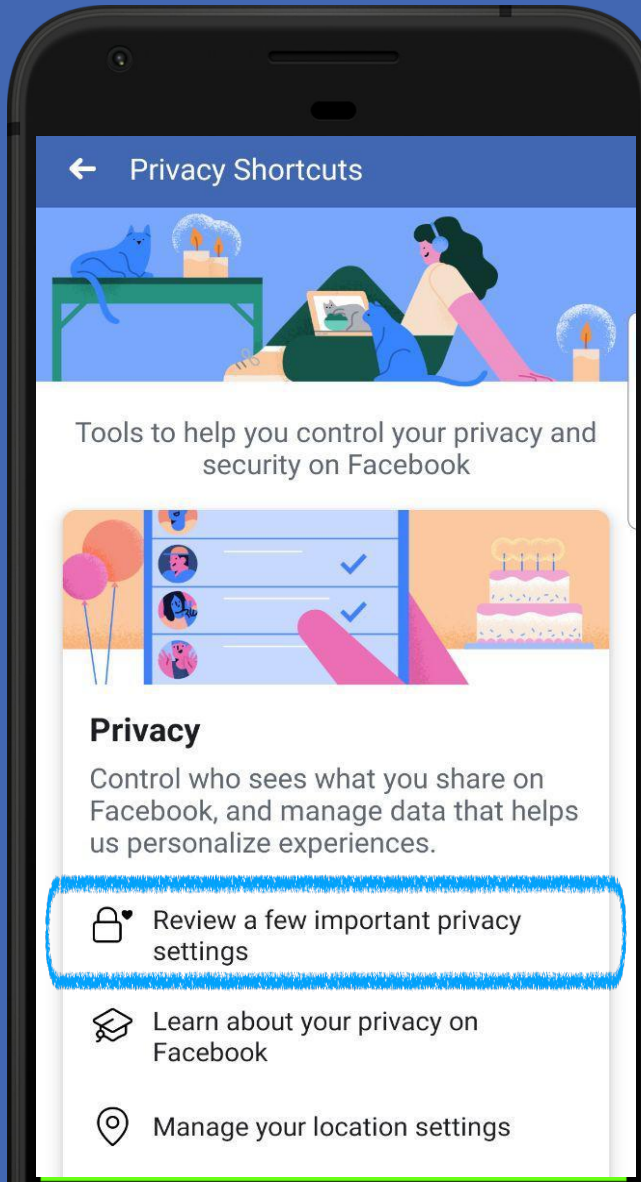 Privacy Shortcuts
Tools to help you control your privacy and
security on Facebook
Privacy
Control who sees what you share on
Facebook, and manage data that helps
us personalize experiences.
Review a few important privacy
settings
Learn about your privacy on
Facebook
Manage your location settings